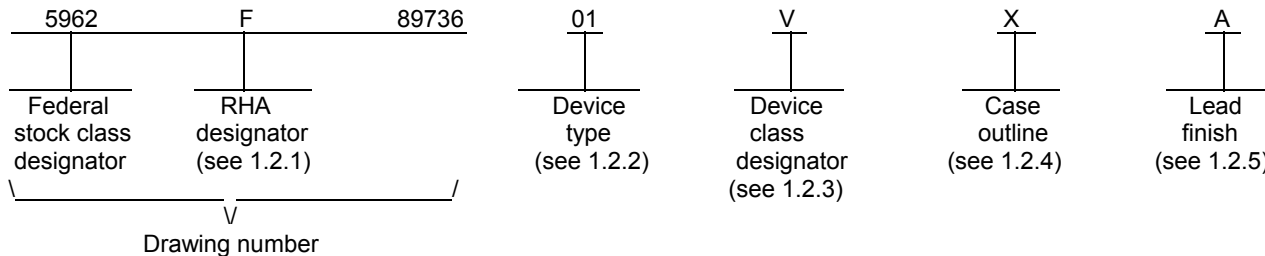 5962 F 89736 01 V X A
Federal stock class designator
RHA designator (see 1.2.1)
Device type (see 1.2.2)
Device class designator (see 1.2.3)
Case outline (see 1.2.4)
Lead finish (see 1.2.5)
Drawing number